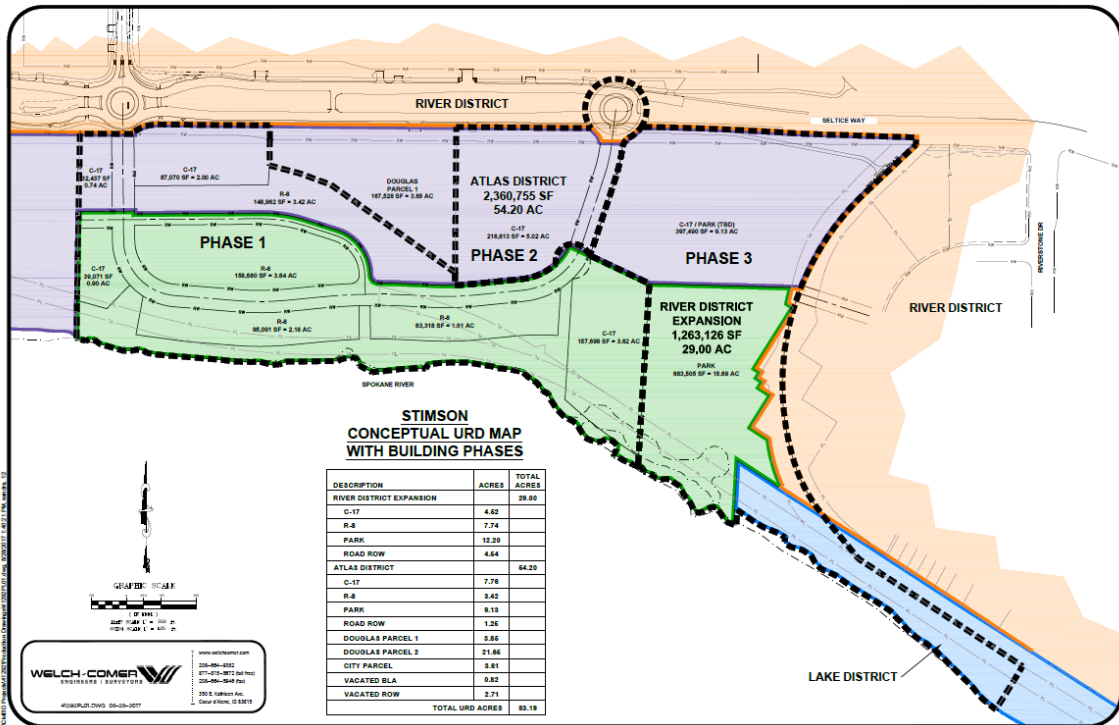 RIVER DISTRICT
SELTICE WAY
C-17
32,437 SF
0.74 AC
C-17
87,070 SF = 2.00 AC
R-8
148,962 SF = 3.42 AC
DOUGLAS
PARCEL 1
167,528 SF = 3.85 AC
ATLAS DISTRICT
2,360,755 SF
54.20 AC
C-17
218,613 SF = 5.02 AC
PHASE 2
C-17 / PARK (TBD)
397,490 SF = 9.13 AC
PHASE 3
RIVERSTONE DR
RIVER DISTRICT
PHASE 1
C-17
39,071 SF
0.90 AC
R-8
158,680 SF = 3.64 AC
R-8
95,091 SF = 2.18 AC
R-8
83,318 SF = 1.91 AC
C-17
157,699 SF = 3.62 AC
RIVER DISTRICT
EXPANSION
1,263,126 SF
29.00 AC
PARK
683,505 SF = 15.69 AC
SPOKANE RIVER
STIMSON
CONCEPTUAL URD MAP
WITH BUILDING PHASES
DESCRIPTION ACRES TOTAL ACRES
RIVER DISTRICT EXPANSION 29.00
C-17 4.52
R-8 7.74
PARK 12.20
ROAD ROW 4.54
ATLAS DISTRICT 54.20
C-17 7.76
R-8 3.42
PARK 9.13
ROAD ROW 1.25
DOUGLAS PARCEL 1 3.85
DOUGLAS PARCEL 2 21.65
CITY PARCEL 3.61
VACATED BLA 0.82
VACATED ROW 2.71
TOTAL URD ACRES 83.19
LAKE DISTRICT
GRAPHIC SCALE
WELCH-COMER
ENGINEERS | SURVEYORS
www.welchcomer.com
350 E. Kathleen Ave.
Coeur d'Alene, ID 83815